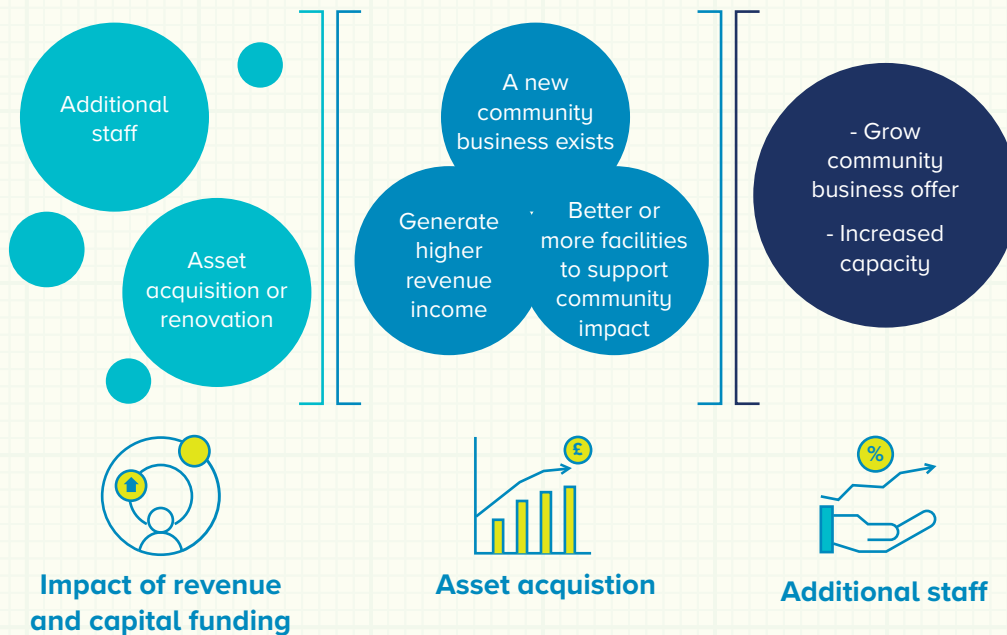 Additional
staff
Asset
acquisition or
renovation
A new
community
business exists
Generate
higher
revenue
income
Better or
more facilities
to support
community
impact
- Grow
community
business offer
- Increased
capacity
£
%
Impact of revenue
and capital funding
Asset acquistion
Additional staff